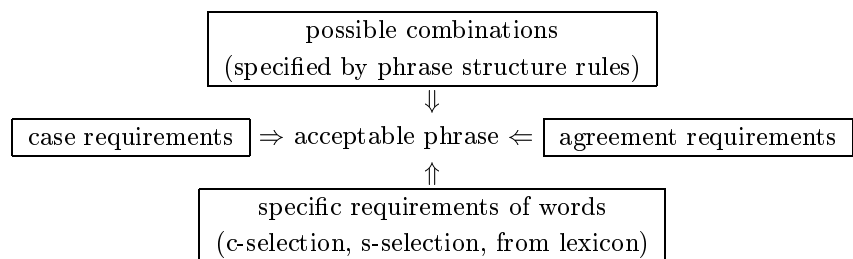 possible combinations
(specified by phrase structure rules)
⇓
case requirements ⇒ acceptable phrase ⇐ agreement requirements
⇑
specific requirements of words
(c-selection, s-selection, from lexicon)